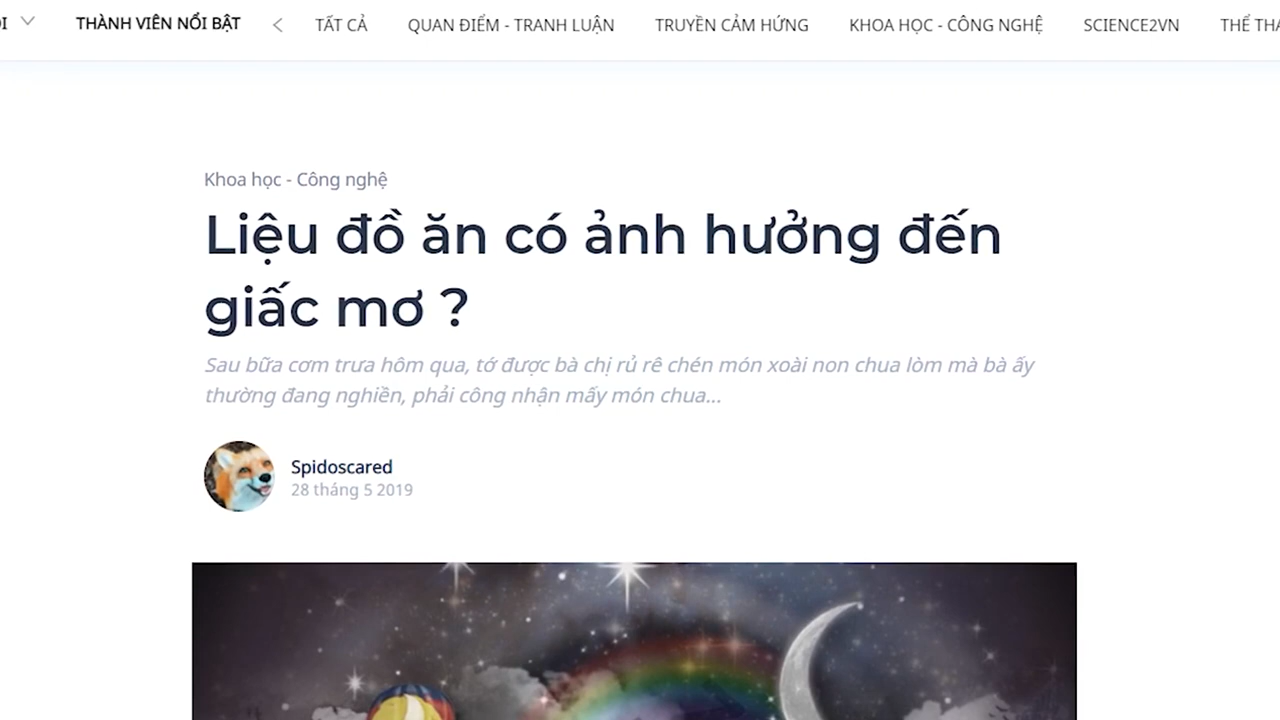 THÀNH VIÊN NỔI BẬT TẤT CẢ QUAN ĐIỂM - TRANH LUẬN TRUYỀN CẢM HỨNG KHOA HỌC - CÔNG NGHỆ SCIENCE2VN THỂ
Khoa học - Công nghệ
Liệu đồ ăn có ảnh hưởng đến
giấc mơ ?
Sau bữa cơm trưa hôm qua, tớ được bà chị rủ rê chén món xoài non chua lòm mà bà ấy
thường đang nghiền, phải công nhận mấy món chua...
Spidoscared
28 tháng 5 2019